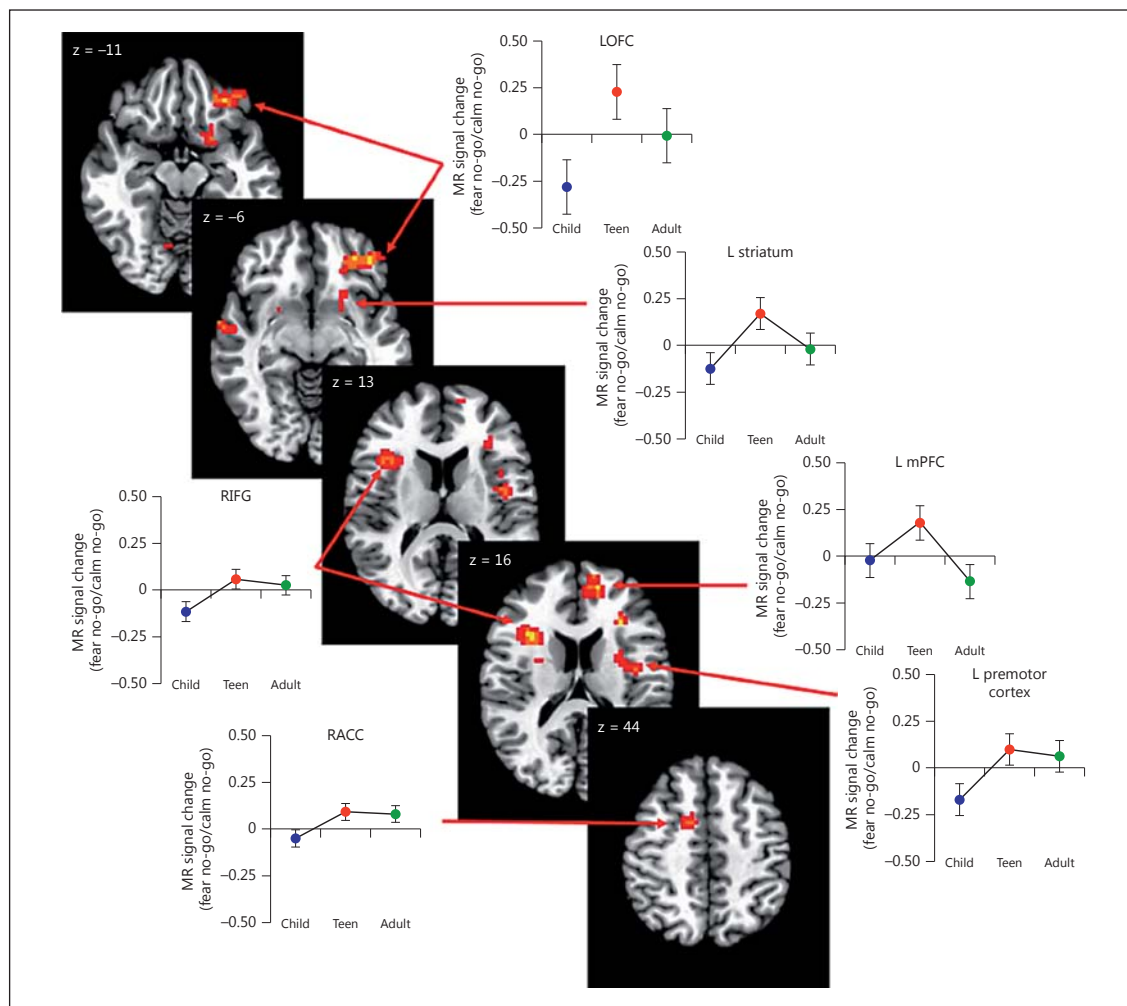 z = –11
z = –6
z = 13
z = 16
z = 44
LOFC
MR signal change
(fear no-go/calm no-go)
0.50
0.25
0
–0.25
–0.50
Child Teen Adult
L striatum
MR signal change
(fear no-go/calm no-go)
0.50
0.25
0
–0.25
–0.50
Child Teen Adult
RIFG
MR signal change
(fear no-go/calm no-go)
0.50
0.25
0
–0.25
–0.50
Child Teen Adult
L mPFC
MR signal change
(fear no-go/calm no-go)
0.50
0.25
0
–0.25
–0.50
Child Teen Adult
L premotor
cortex
MR signal change
(fear no-go/calm no-go)
0.50
0.25
0
–0.25
–0.50
Child Teen Adult
RACC
MR signal change
(fear no-go/calm no-go)
0.50
0.25
0
–0.25
–0.50
Child Teen Adult